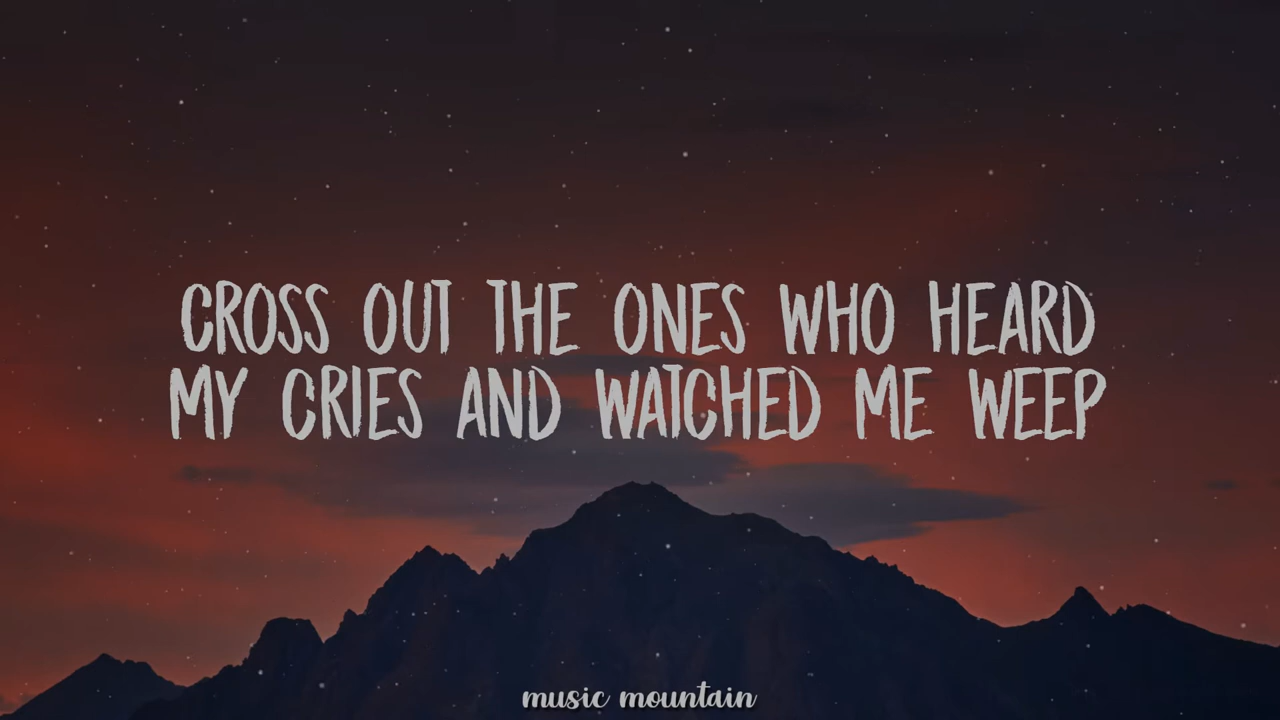 CROSS OUT THE ONES WHO HEARD
MY CRIES AND WATCHED ME WEEP
music mountain